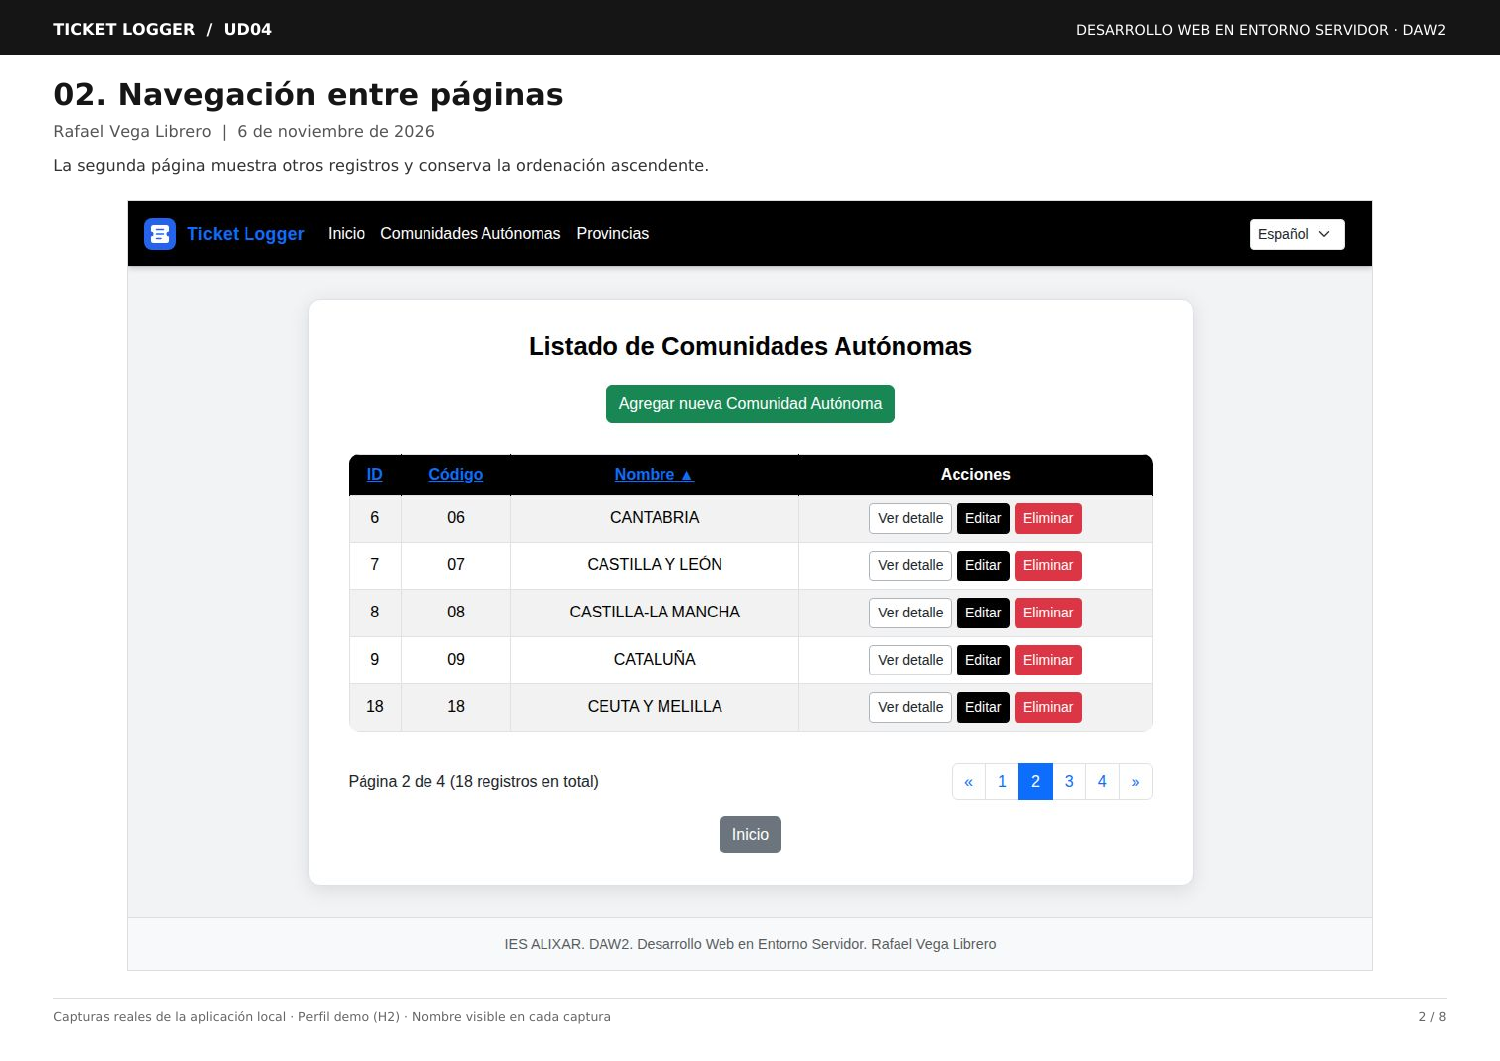 TICKET LOGGER / UD04
DESARROLLO WEB EN ENTORNO SERVIDOR · DAW2
02. Navegación entre páginas
Rafael Vega Librero | 6 de noviembre de 2026
La segunda página muestra otros registros y conserva la ordenación ascendente.
Ticket Logger Inicio Comunidades Autónomas Provincias Español
Listado de Comunidades Autónomas
Agregar nueva Comunidad Autónoma
ID Código Nombre ▲ Acciones
6 06 CANTABRIA Ver detalle Editar Eliminar
7 07 CASTILLA Y LEÓN Ver detalle Editar Eliminar
8 08 CASTILLA-LA MANCHA Ver detalle Editar Eliminar
9 09 CATALUÑA Ver detalle Editar Eliminar
18 18 CEUTA Y MELILLA Ver detalle Editar Eliminar
Página 2 de 4 (18 registros en total) « 1 2 3 4 »
Inicio
IES ALIXAR. DAW2. Desarrollo Web en Entorno Servidor. Rafael Vega Librero
Capturas reales de la aplicación local · Perfil demo (H2) · Nombre visible en cada captura
2 / 8